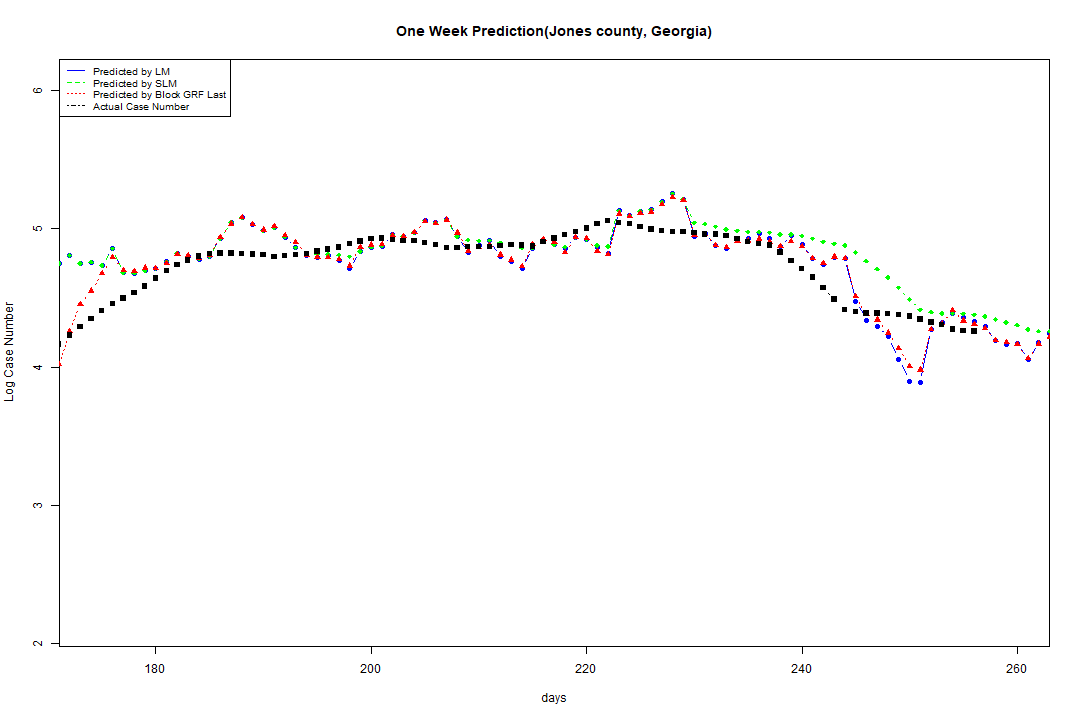 One Week Prediction(Jones county, Georgia)
Predicted by LM
Predicted by SLM
Predicted by Block GRF Last
Actual Case Number
6
5
4
3
2
Log Case Number
180 200 220 240 260
days